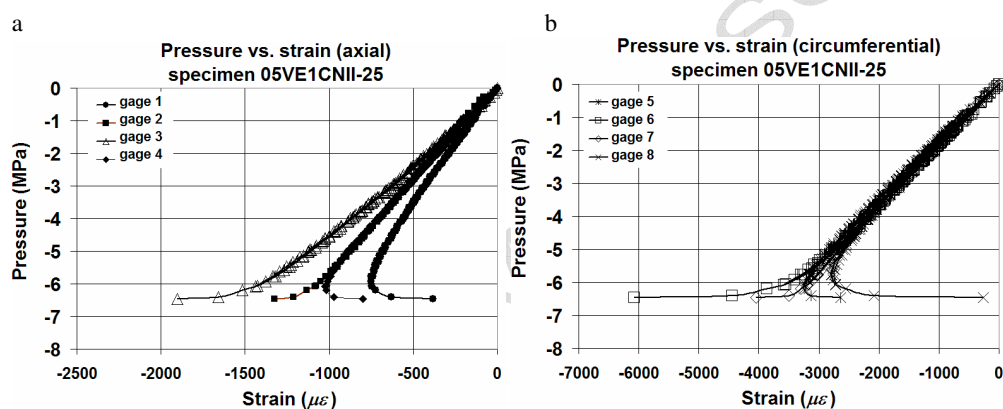 a
Pressure vs. strain (axial)
specimen 05VE1CNII-25
gage 1
gage 2
gage 3
gage 4
Pressure (MPa)
0
-1
-2
-3
-4
-5
-6
-7
-8
-2500
-2000
-1500
-1000
-500
0
Strain (με)
b
Pressure vs. strain (circumferential)
specimen 05VE1CNII-25
gage 5
gage 6
gage 7
gage 8
Pressure (MPa)
0
-1
-2
-3
-4
-5
-6
-7
-8
-7000
-6000
-5000
-4000
-3000
-2000
-1000
0
Strain (με)